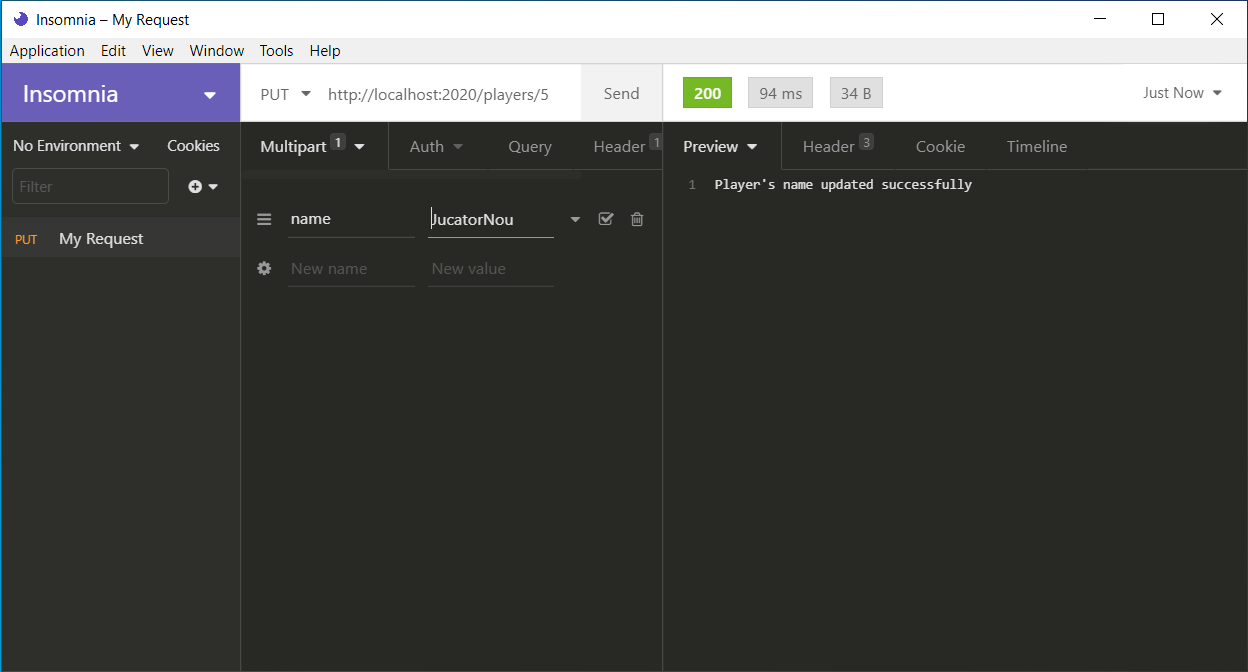 Insomnia – My Request
Application Edit View Window Tools Help
Insomnia
PUT http://localhost:2020/players/5 Send
200 94 ms 34 B Just Now
No Environment Cookies
Multipart 1 Auth Query Header 1
Preview Header 3 Cookie Timeline
Filter
1 Player's name updated successfully
name JucatorNou
PUT My Request
New name New value